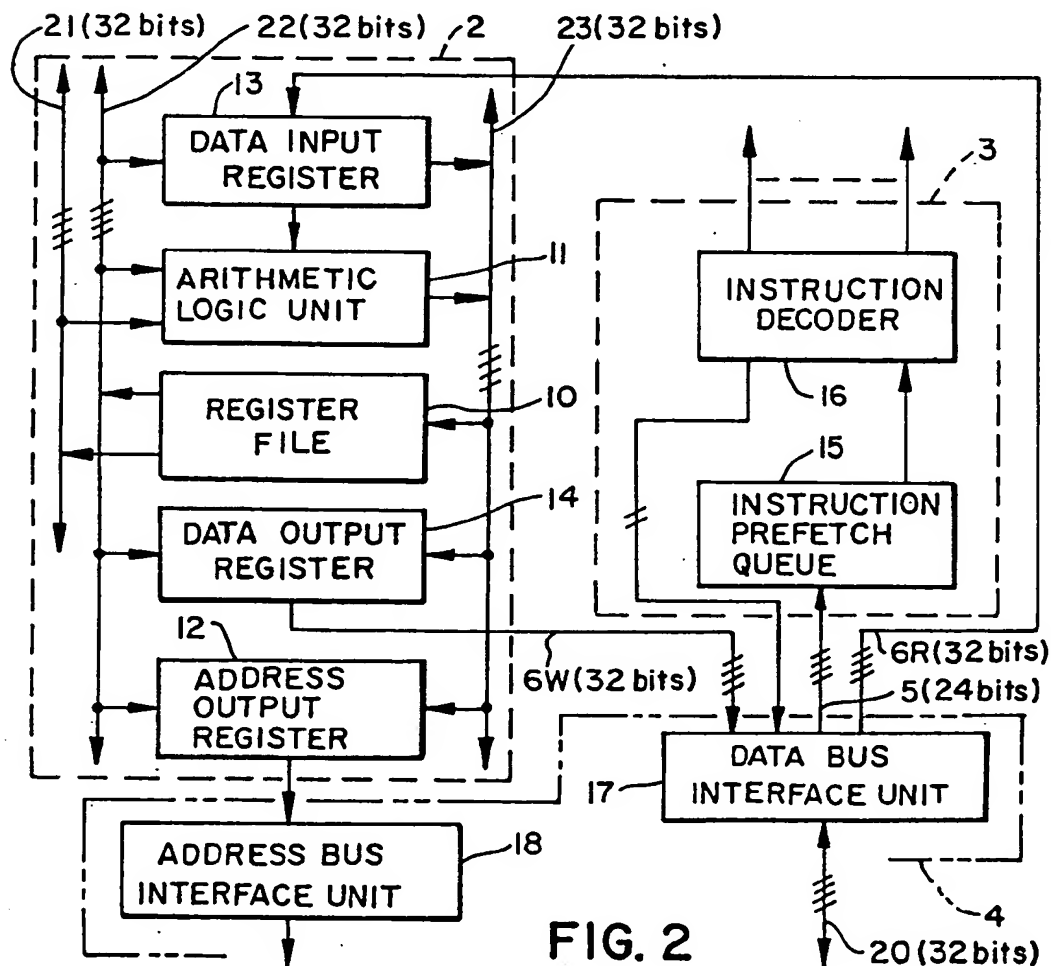 21(32 bits)
22(32 bits)
2
23(32 bits)
13
DATA INPUT
REGISTER
3
11
ARITHMETIC
LOGIC UNIT
INSTRUCTION
DECODER
16
10
REGISTER
FILE
15
INSTRUCTION
PREFETCH
QUEUE
14
DATA OUTPUT
REGISTER
12
ADDRESS
OUTPUT
REGISTER
6W(32 bits)
6R(32 bits)
5(24 bits)
17
DATA BUS
INTERFACE UNIT
18
ADDRESS BUS
INTERFACE UNIT
4
20(32 bits)
FIG. 2